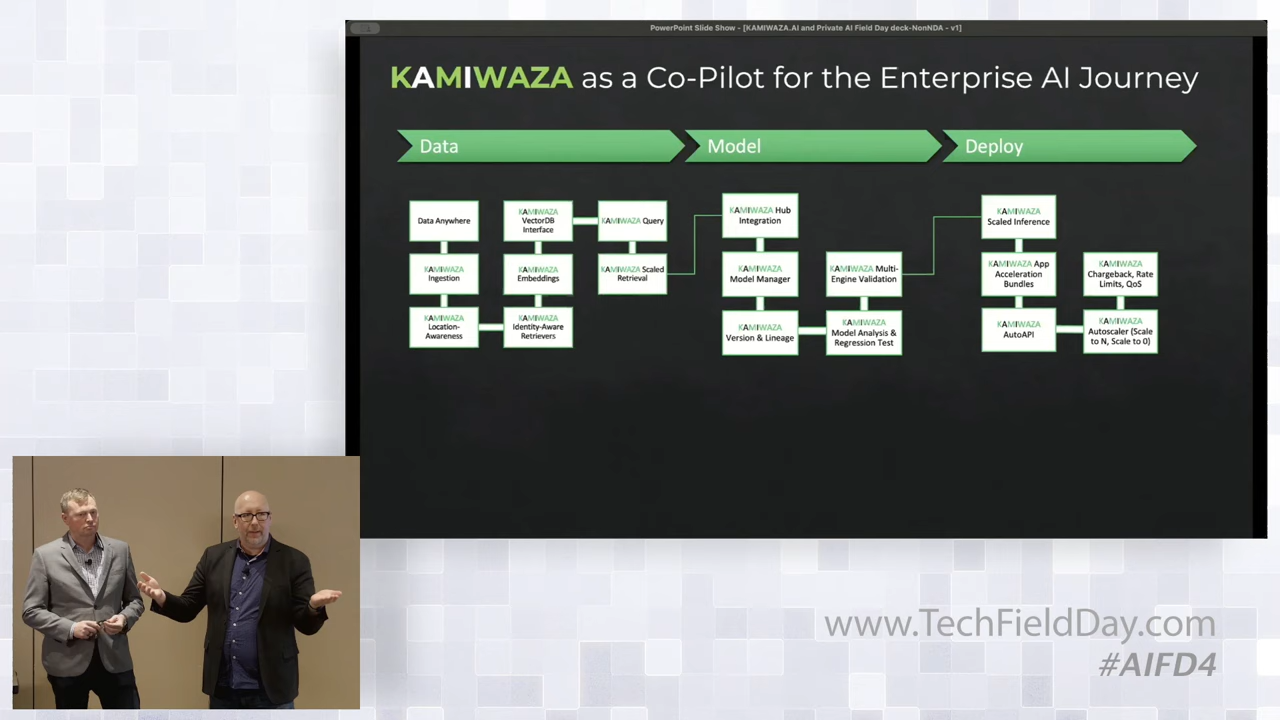 PowerPoint Slide Show - [KAMIWAZA.AI and Private AI Field Day deck-NonNDA - v1]
KAMIWAZA as a Co-Pilot for the Enterprise AI Journey
Data
Model
Deploy
Data Anywhere
KAMIWAZA
Ingestion
KAMIWAZA
Location-
Awareness
KAMIWAZA
VectorDB
Interface
KAMIWAZA
Embeddings
KAMIWAZA
Identity-Aware
Retrievers
KAMIWAZA Query
KAMIWAZA Scaled
Retrieval
KAMIWAZA Hub
Integration
KAMIWAZA
Model Manager
KAMIWAZA
Version & Lineage
KAMIWAZA Multi-
Engine Validation
KAMIWAZA
Model Analysis &
Regression Test
KAMIWAZA
Scaled Inference
KAMIWAZA App
Acceleration
Bundles
KAMIWAZA
AutoAPI
KAMIWAZA
Chargeback, Rate
Limits, QoS
KAMIWAZA
Autoscaler (Scale
to N, Scale to 0)
www.TechFieldDay.com
#AIFD4